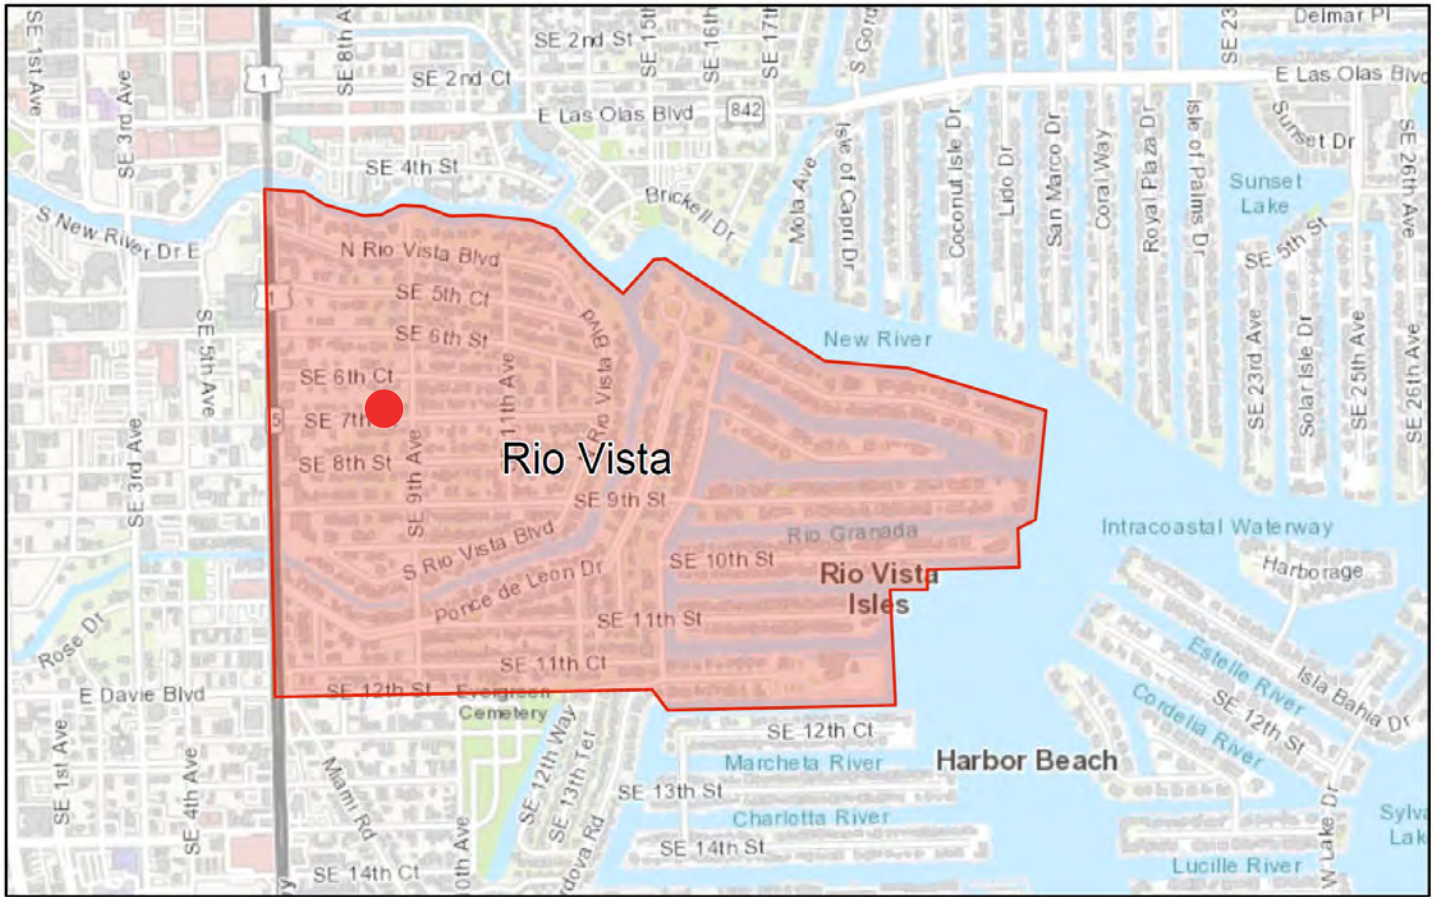 SE 1st Ave
SE 3rd Ave
1
SE 8th A
SE 2nd St
SE 2nd Ct
SE 15th
SE 16th
SE 17th
S Gord
SE 23
Delmar Pl
E Las Olas Blvd
842
E Las Olas Blvd
Sunset Dr
SE 4th St
Brickell Dr
Mola Ave
Isle of Capri Dr
Coconut Isle Dr
Lido Dr
San Marco Dr
Coral Way
Royal Plaza Dr
Isle of Palms Dr
Sunset
Lake
SE 26th Ave
SE 5th St
S New River Dr E
N Rio Vista Blvd
1
SE 5th Ct
SE 6th St
Rio Vista Blvd
New River
SE 5th Ave
SE 6th Ct
11th Ave
SE 7th
5
SE 8th St
SE 9th Ave
Rio Vista
SE 3rd Ave
SE 9th St
SE 23rd Ave
Solar Isle Dr
SE 25th Ave
SE 26th Ave
Rio Granada
Intracoastal Waterway
S Rio Vista Blvd
SE 10th St
Rio Vista
Isles
Harborage
Ponce de Leon Dr
SE 11th St
Rose Dr
SE 11th Ct
E Davie Blvd
SE 12th St
Evergreen
Cemetery
Estelle River
Isla Bahia Dr
SE 12th St
Cordelia River
SE 1st Ave
SE 4th Ave
Miami Rd
SE 12th Way
SE 13th Ter
SE 12th Ct
Marcheta River
Harbor Beach
SE 13th St
Charlotta River
SE 14th St
dova Rd
10th Ave
SE 14th Ct
Lucille River
W Lake Dr
Sylva
Lak